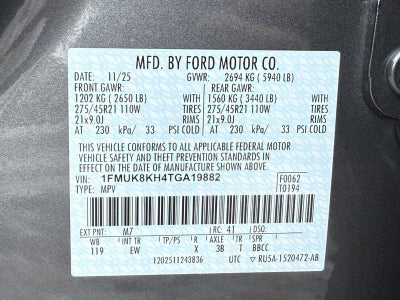 MFD. BY FORD MOTOR CO.
DATE: 11/25 GVWR: 2694 KG ( 5940 LB)
FRONT GAWR: REAR GAWR:
1202 KG ( 2650 LB) WITH 1560 KG ( 3440 LB) WITH
275/45R21 110W TIRES 275/45R21 110W TIRES
21x9.0J RIMS 21x9.0J RIMS
AT 230 kPa/ 33 PSI COLD AT 230 kPa/ 33 PSI COLD
THIS VEHICLE CONFORMS TO ALL APPLICABLE FEDERAL MOTOR
VEHICLE SAFETY AND THEFT PREVENTION STANDARDS IN
EFFECT ON THE DATE OF MANUFACTURE SHOWN ABOVE.
VIN: 1FMUK8KH4TGA19882 F0062
TYPE: MPV T0194
EXT PNT: M7 RC: 41 DSO:
WB INT TR TP/PS R AXLE TR SPR
119 EW X 3B T BBCC
1202511243836 UTC ▽ RU5A-1520472-AB